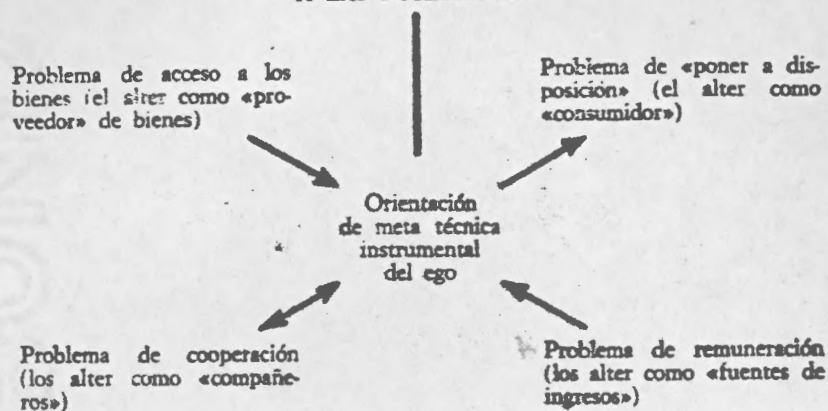 Problema de acceso a los
bienes (el alter como «pro-
veedor» de bienes)
Problema de «poner a dis-
posición» (el alter como
«consumidor»)
Orientación
de meta técnica
instrumental
del ego
Problema de cooperación
(los alter como «compañe-
ros»)
Problema de remuneración
(los alter como «fuentes de
ingresos»)